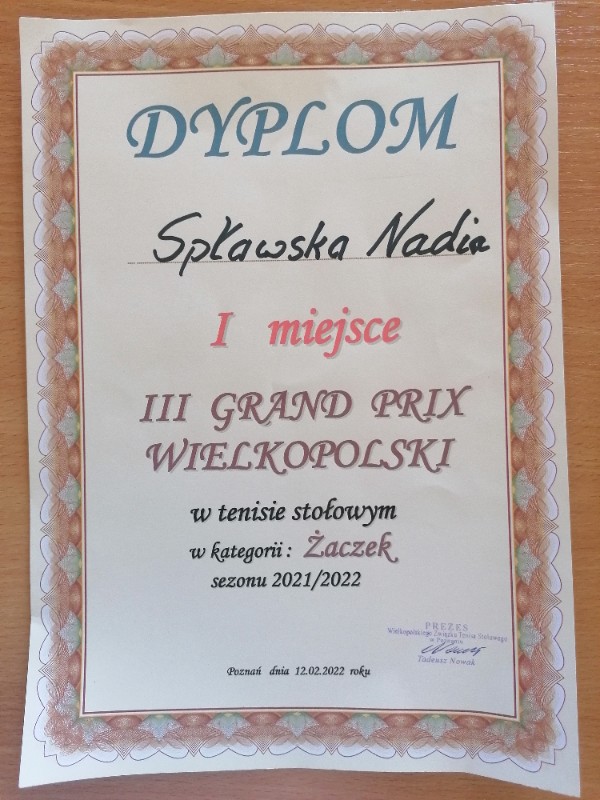 DYPLOM
Spławska Nadia
I miejsce
III GRAND PRIX
WIELKOPOLSKI
w tenisie stołowym
w kategorii: Żaczek
sezonu 2021/2022
PREZES
Wielkopolskiego Związku Tenisa Stołowego
w Poznaniu
Tadeusz Nowak
Poznań dnia 12.02.2022 roku